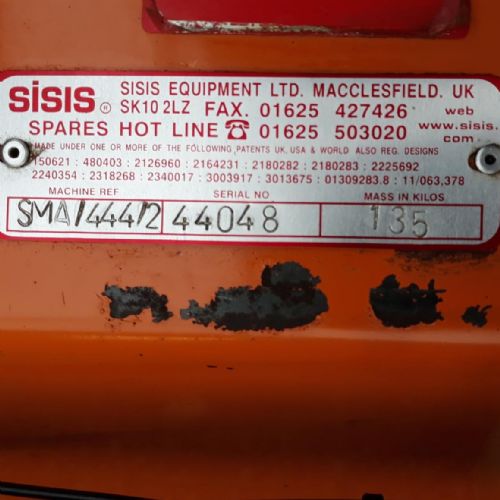 SISIS ® SISIS EQUIPMENT LTD. MACCLESFIELD. UK
SK10 2LZ FAX. 01625 427426 web
SPARES HOT LINE ☎ 01625 503020 www.sisis.
com
MADE UNDER ONE OR MORE OF THE FOLLOWING, PATENTS UK. USA & WORLD ALSO REG. DESIGNS
150621 : 480403 : 2126960 : 2164231 : 2180282 : 2180283 : 2225692
2240354 : 2318268 : 2340017 : 3003917 : 3013675 : 01309283.8 : 11/063,378
MACHINE REF SERIAL NO MASS IN KILOS
SMA/444/2 44048 135